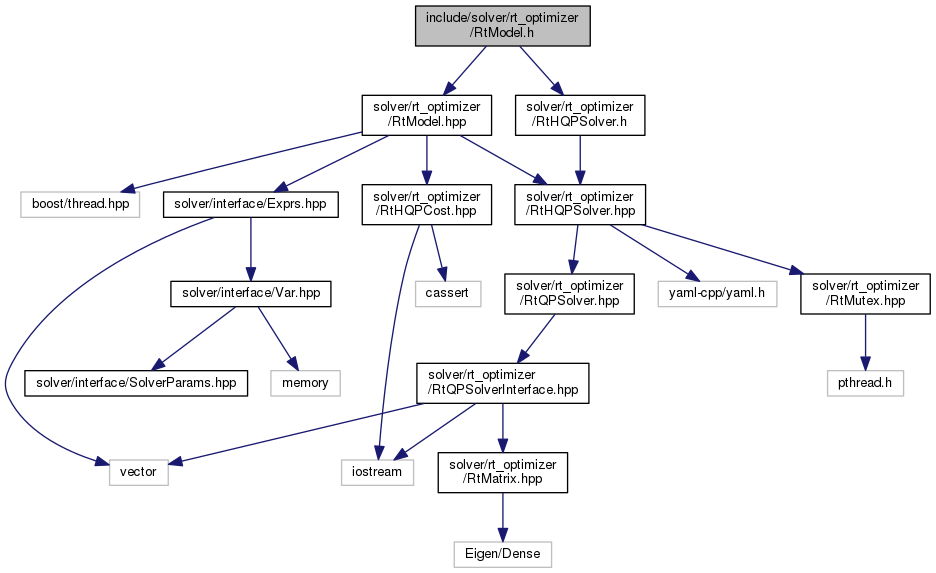 include/solver/rt_optimizer
/RtModel.h
solver/rt_optimizer
/RtModel.hpp
solver/rt_optimizer
/RtHQPSolver.h
boost/thread.hpp
solver/interface/Exprs.hpp
solver/rt_optimizer
/RtHQPCost.hpp
solver/rt_optimizer
/RtHQPSolver.hpp
solver/interface/Var.hpp
cassert
solver/rt_optimizer
/RtQPSolver.hpp
yaml-cpp/yaml.h
solver/rt_optimizer
/RtMutex.hpp
solver/interface/SolverParams.hpp
memory
solver/rt_optimizer
/RtQPSolverInterface.hpp
pthread.h
vector
iostream
solver/rt_optimizer
/RtMatrix.hpp
Eigen/Dense